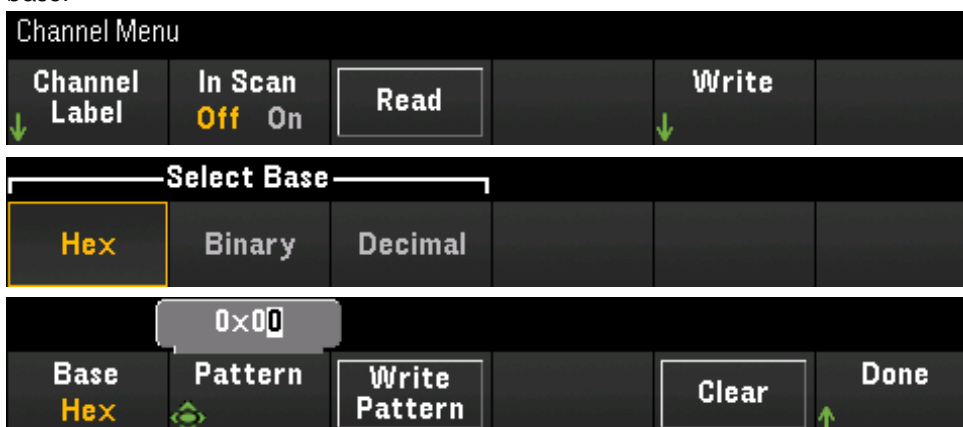 base.
Channel Menu
Channel Label
In Scan
Off On
Read
Write
Select Base
Hex
Binary
Decimal
0x00
Base
Hex
Pattern
Write Pattern
Clear
Done